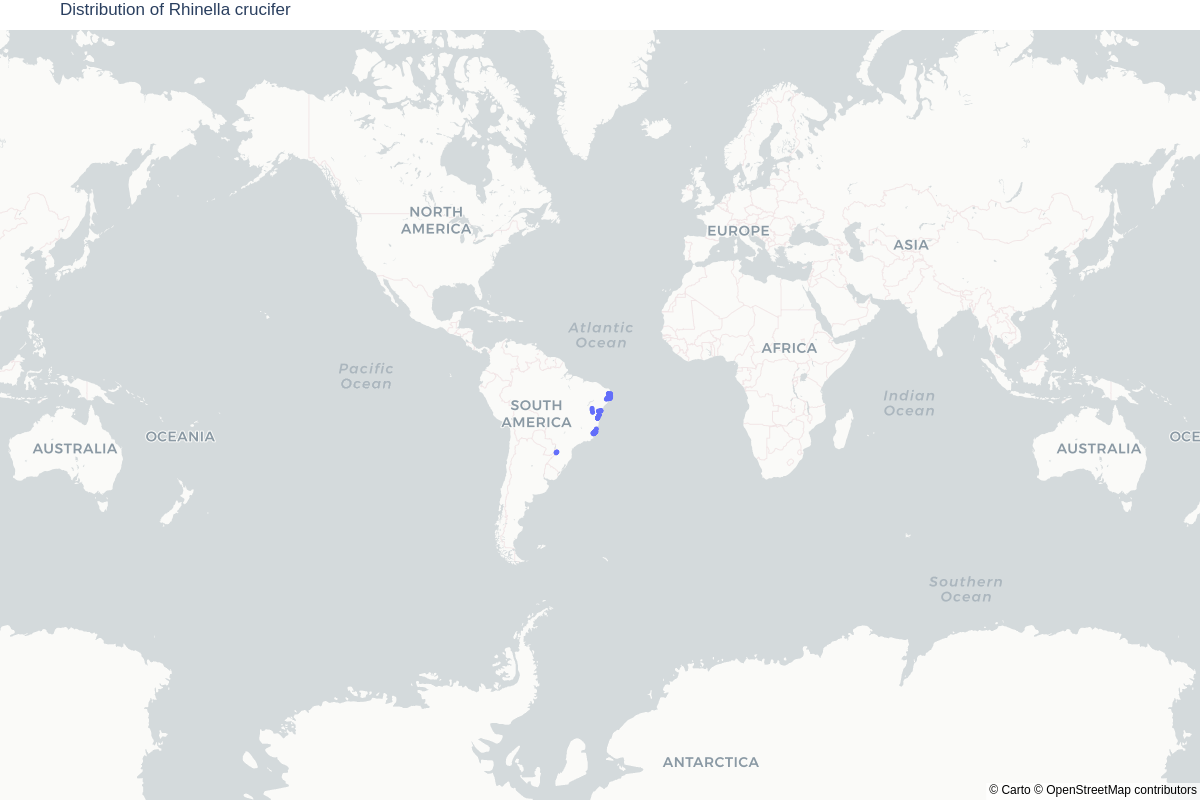 Distribution of Rhinella crucifer
NORTH
AMERICA
EUROPE
ASIA
Atlantic
Ocean
AFRICA
Pacific
Ocean
Indian
Ocean
SOUTH
AMERICA
OCEANIA
OCE
AUSTRALIA
AUSTRALIA
Southern
Ocean
ANTARCTICA
© Carto © OpenStreetMap contributors